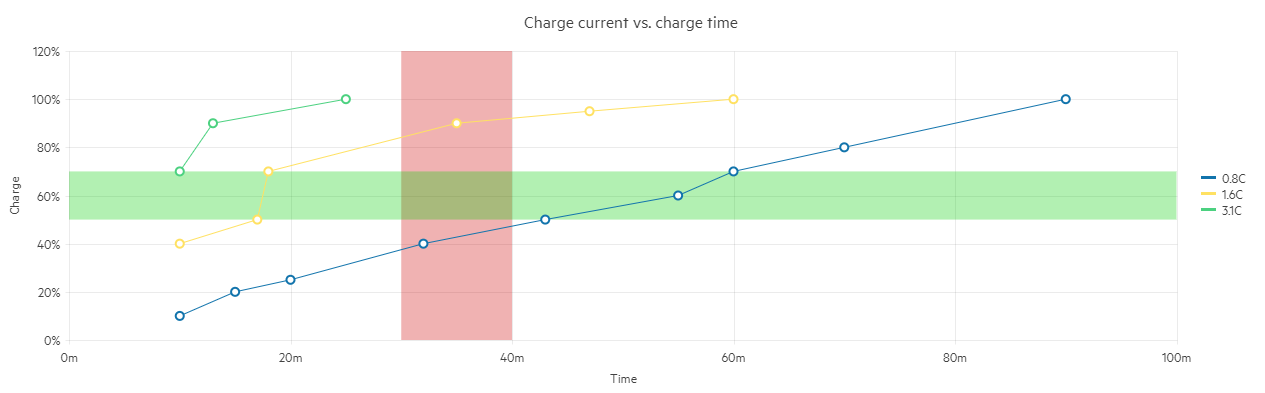 Charge current vs. charge time
120%
100%
80%
60%
40%
20%
0%
Charge
0m 20m 40m 60m 80m 100m
Time
0.8C
1.6C
3.1C